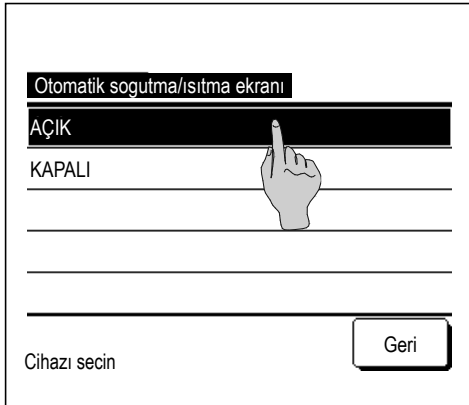 Otomatik sogutma/ısıtma ekranı
AÇIK
KAPALI
Cihazı secin
Geri